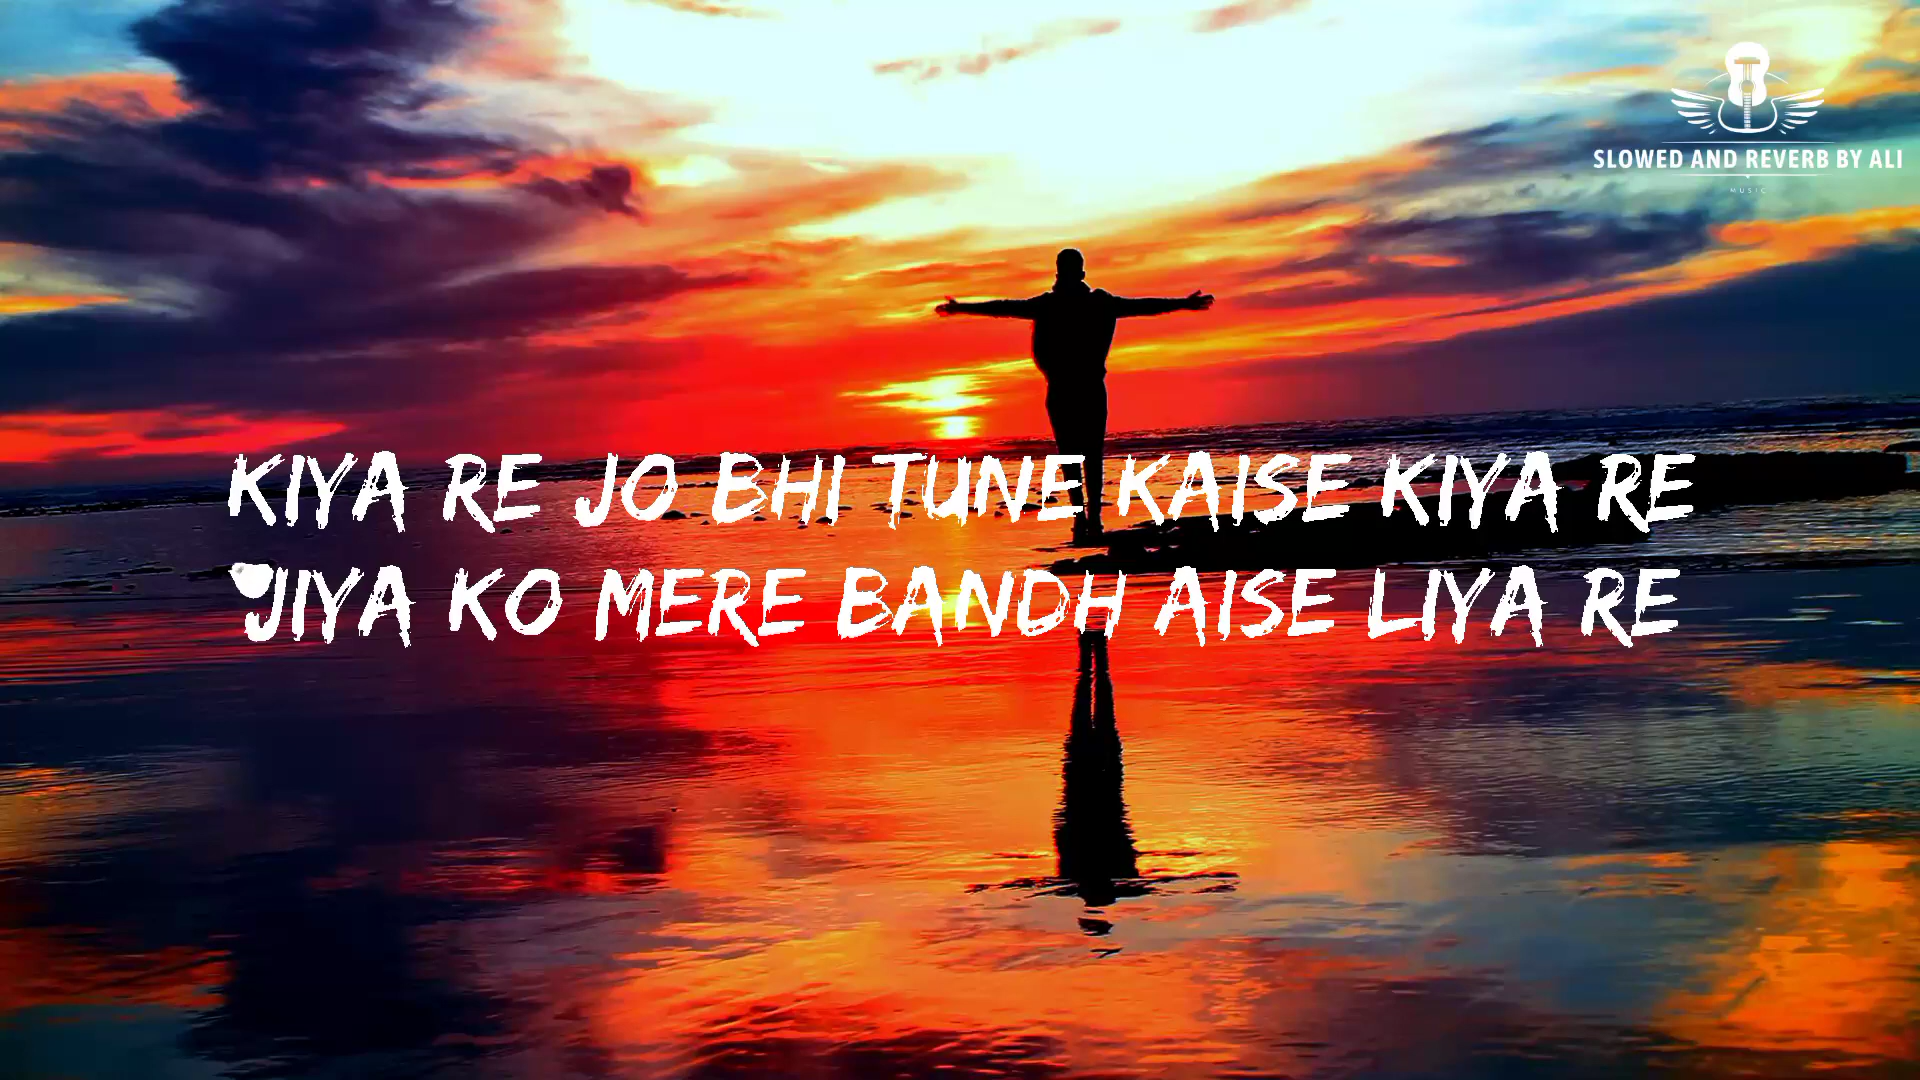 SLOWED AND REVERB BY ALI
MUSIC
KIYA RE JO BHI TUNE KAISE KIYA RE
JIYA KO MERE BANDH AISE LIYA RE